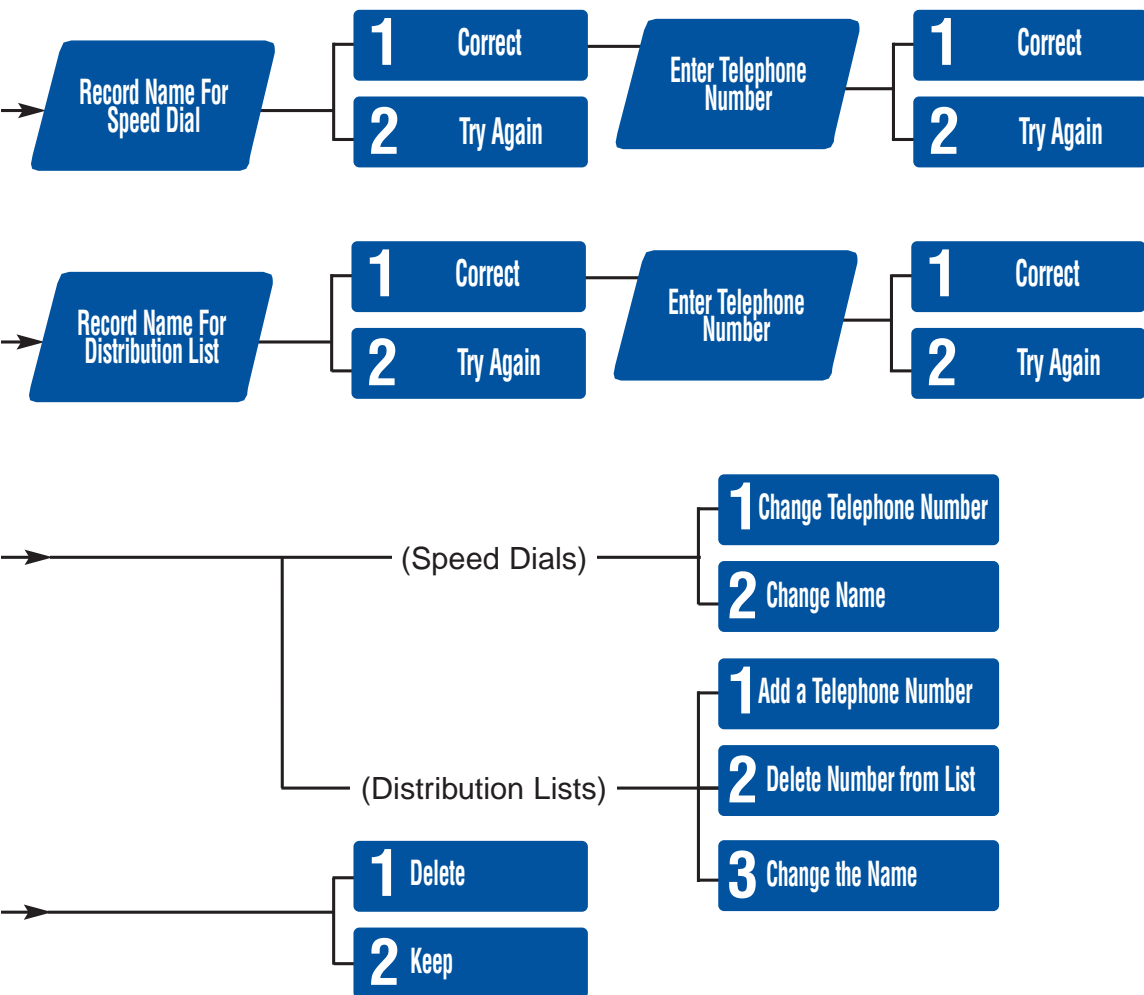 Record Name For
Speed Dial
1 Correct
2 Try Again
Enter Telephone
Number
1 Correct
2 Try Again
Record Name For
Distribution List
1 Correct
2 Try Again
Enter Telephone
Number
1 Correct
2 Try Again
(Speed Dials)
1 Change Telephone Number
2 Change Name
(Distribution Lists)
1 Add a Telephone Number
2 Delete Number from List
3 Change the Name
1 Delete
2 Keep